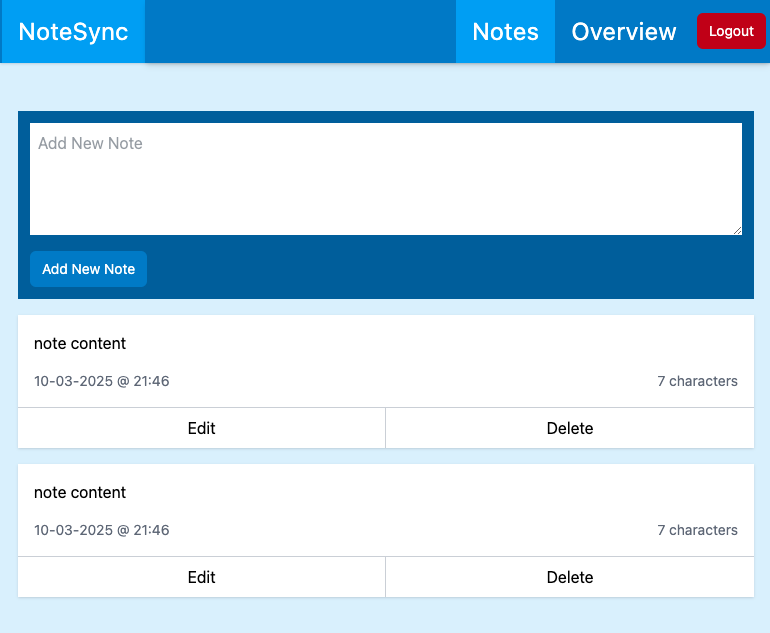 NoteSync
Notes Overview Logout
Add New Note
Add New Note
note content
10-03-2025 @ 21:46 7 characters
Edit Delete
note content
10-03-2025 @ 21:46 7 characters
Edit Delete